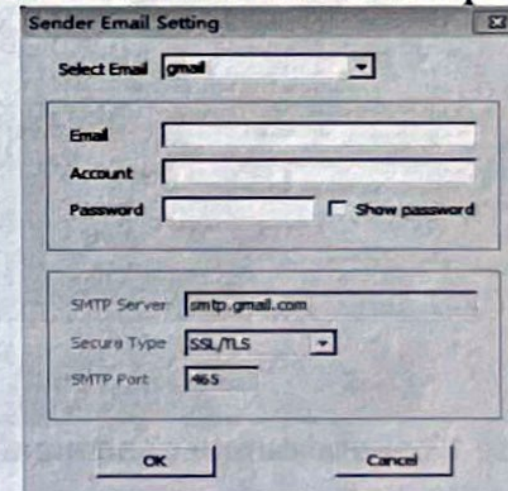 Sender Email Setting
Select Email gmail
Email
Account
Password Show password
SMTP Server smtp.gmail.com
Secure Type SSL/TLS
SMTP Port 465
OK Cancel